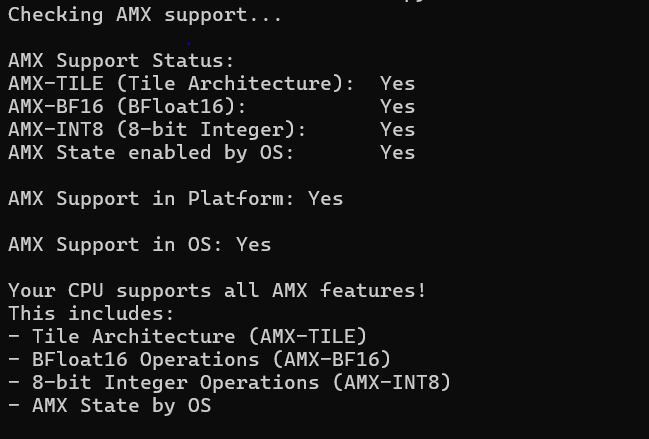 Checking AMX support...
AMX Support Status:
AMX-TILE (Tile Architecture):  Yes
AMX-BF16 (BFloat16):           Yes
AMX-INT8 (8-bit Integer):      Yes
AMX State enabled by OS:       Yes
AMX Support in Platform: Yes
AMX Support in OS: Yes
Your CPU supports all AMX features!
This includes:
- Tile Architecture (AMX-TILE)
- BFloat16 Operations (AMX-BF16)
- 8-bit Integer Operations (AMX-INT8)
- AMX State by OS